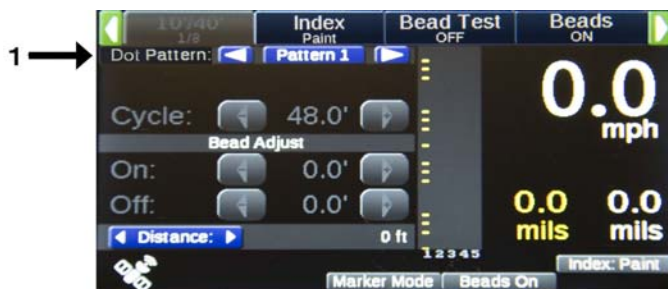 10'/40' Index Bead Test Beads
1/8 Paint OFF ON
1
Dot Pattern: Pattern 1
0.0
mph
Cycle: 48.0'
Bead Adjust
On: 0.0'
Off: 0.0'
0.0 0.0
mils mils
Distance: 0 ft
12345
Index: Paint
Marker Mode Beads On